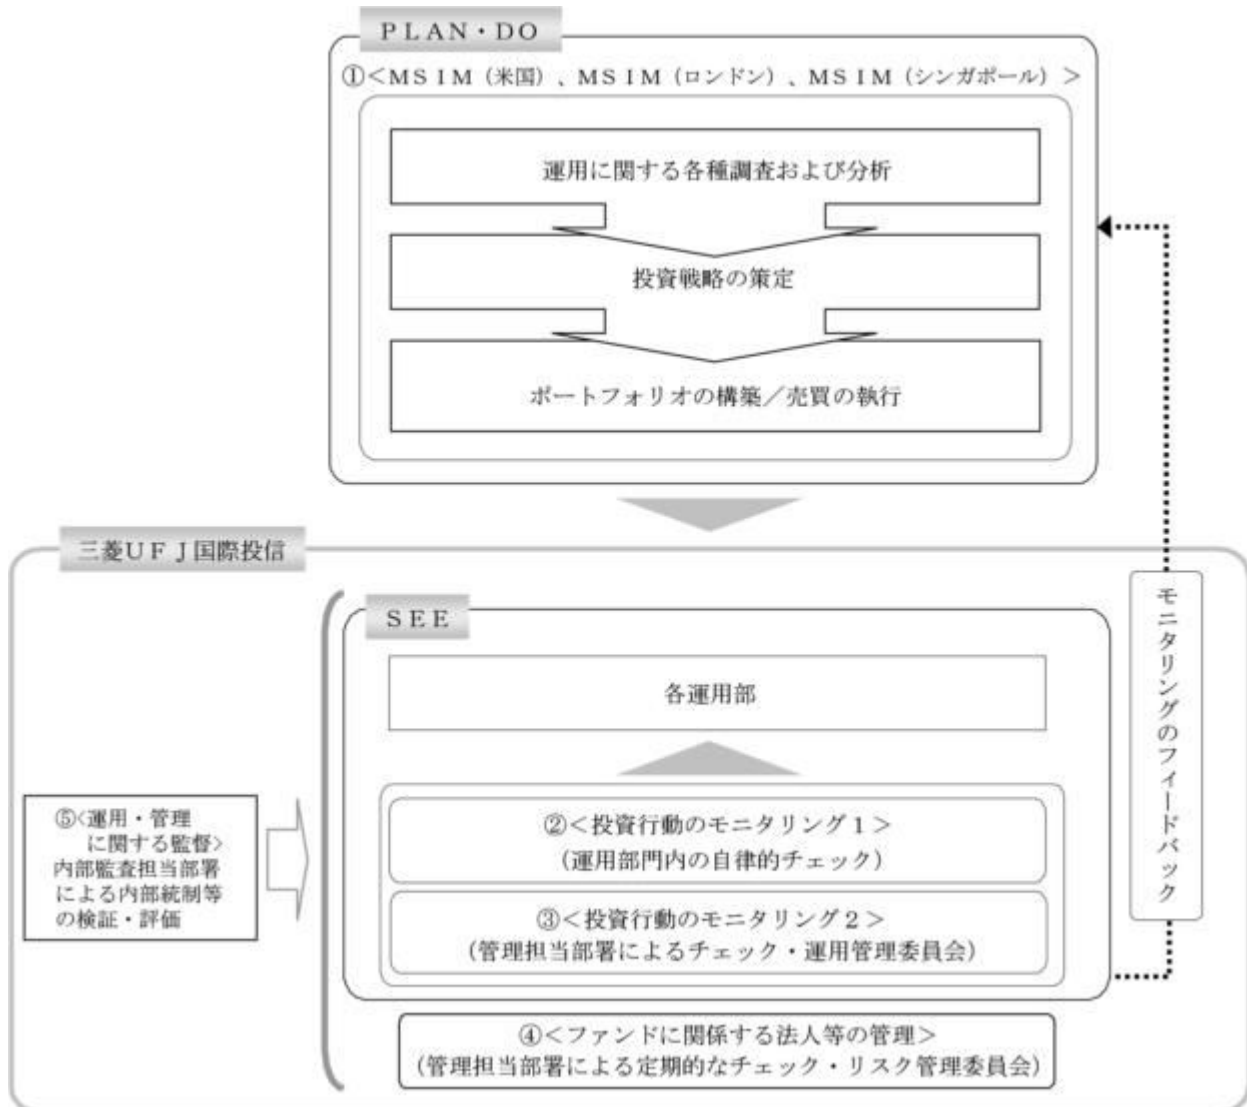 ＰＬＡＮ・ＤＯ
①＜ＭＳＩＭ（米国）、ＭＳＩＭ（ロンドン）、ＭＳＩＭ（シンガポール）＞
運用に関する各種調査および分析
投資戦略の策定
ポートフォリオの構築／売買の執行
三菱ＵＦＪ国際投信
ＳＥＥ
各運用部
②＜投資行動のモニタリング１＞
（運用部門内の自律的チェック）
③＜投資行動のモニタリング２＞
（管理担当部署によるチェック・運用管理委員会）
④＜ファンドに関係する法人等の管理＞
（管理担当部署による定期的なチェック・リスク管理委員会）
⑤<運用・管理
に関する監督>
内部監査担当部署
による内部統制等
の検証・評価
モニタリングのフィードバック